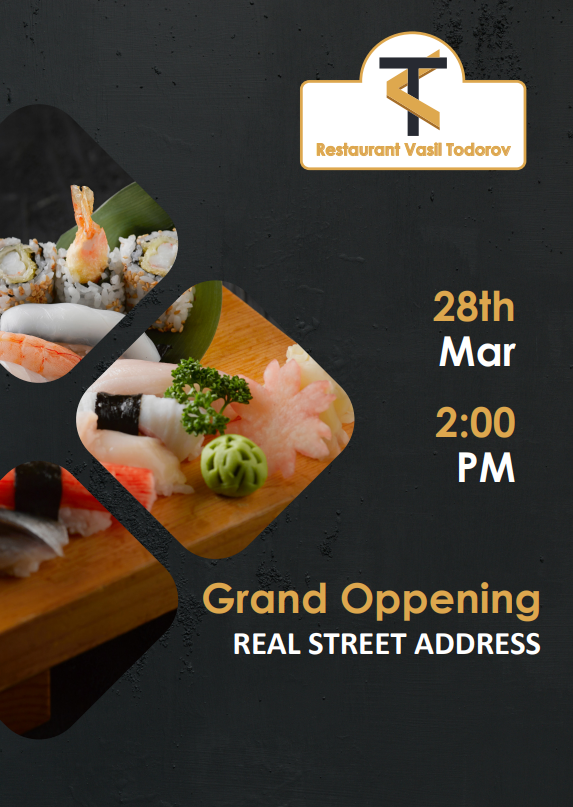 Restaurant Vasil Todorov
28th
Mar
2:00
PM
Grand Oppening
REAL STREET ADDRESS